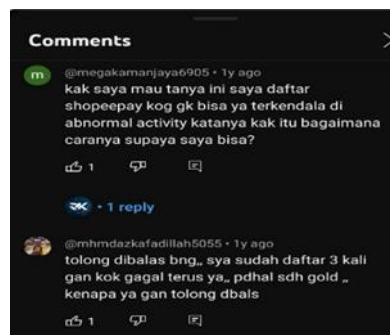 Comments
m
@megakamanjaya6905 • 1y ago
kak saya mau tanya ini saya daftar
shopeepay kog gk bisa ya terkendala di
abnormal activity katanya kak itu bagaimana
caranya supaya saya bisa?
1
• 1 reply
@mhmdazkafadillah5055 • 1y ago
tolong dibalas bng,, sya sudah daftar 3 kali
gan kok gagal terus ya,, pdhal sdh gold ,,
kenapa ya gan tolong dbals
1